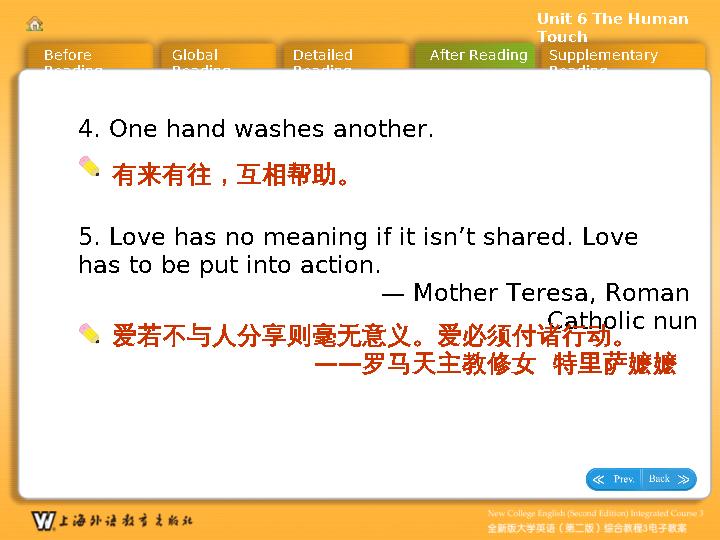 Unit 6 The Human
Touch
Before
Reading
Global
Reading
Detailed
Reading
After Reading
Supplementary
Reading
4. One hand washes another.
有来有往，互相帮助。
5. Love has no meaning if it isn’t shared. Love
has to be put into action.
— Mother Teresa, Roman
Catholic nun
爱若不与人分享则毫无意义。爱必须付诸行动。
——罗马天主教修女 特里萨嬷嬷
Prev. Back
W 上海外语教育出版社
New College English (Second Edition) Integrated Course 3
全新版大学英语（第二版）综合教程3电子教案